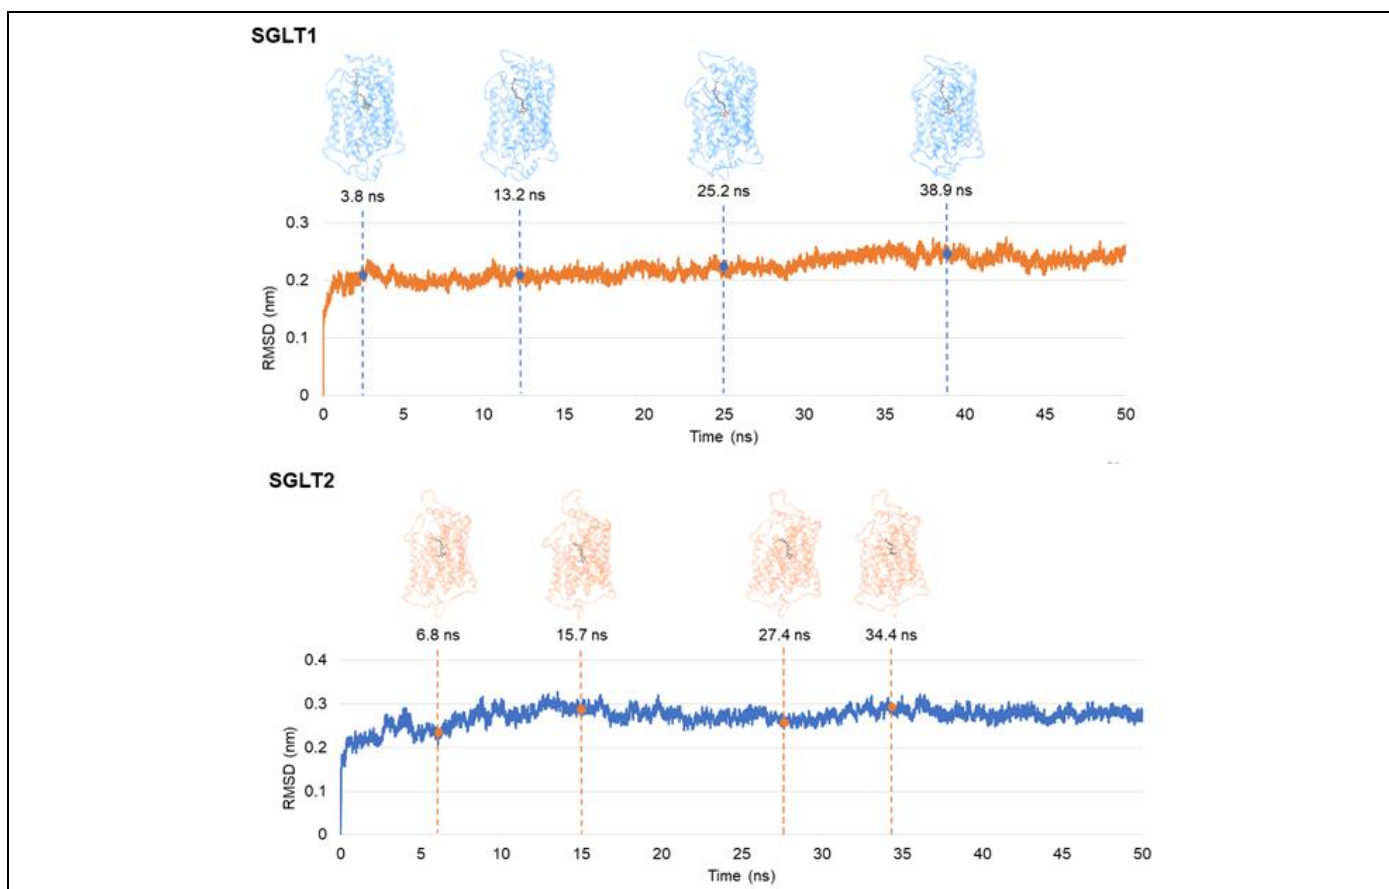 SGLT1
3.8 ns
13.2 ns
25.2 ns
38.9 ns
0.3
0.2
0.1
0
RMSD (nm)
0 5 10 15 20 25 30 35 40 45 50
Time (ns)
SGLT2
6.8 ns
15.7 ns
27.4 ns
34.4 ns
0.4
0.3
0.2
0.1
0
RMSD (nm)
0 5 10 15 20 25 30 35 40 45 50
Time (ns)